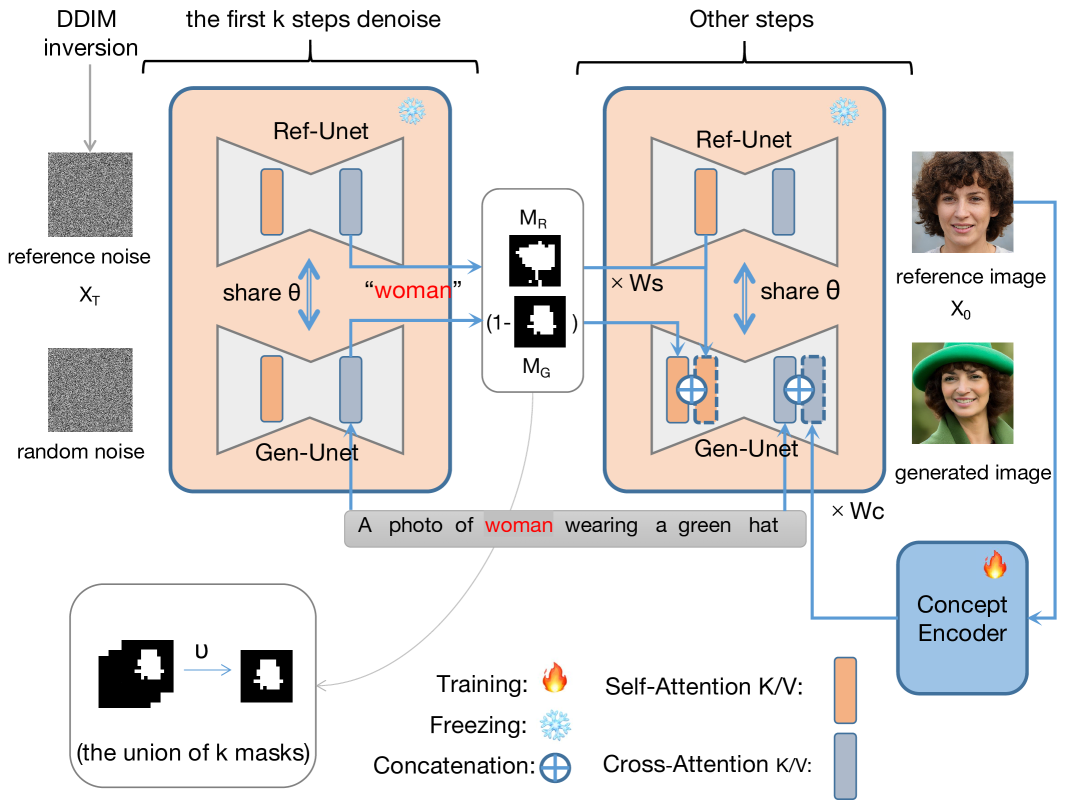 DDIM
inversion
the first k steps denoise
Other steps
Ref-Unet
Ref-Unet
reference noise
X_T
share θ
"woman"
M_R
(1- )
M_G
× Ws
share θ
reference image
X_0
random noise
Gen-Unet
Gen-Unet
generated image
A photo of woman wearing a green hat
× Wc
Concept
Encoder
υ
(the union of k masks)
Training:
Freezing:
Concatenation:
Self-Attention K/V:
Cross-Attention K/V: